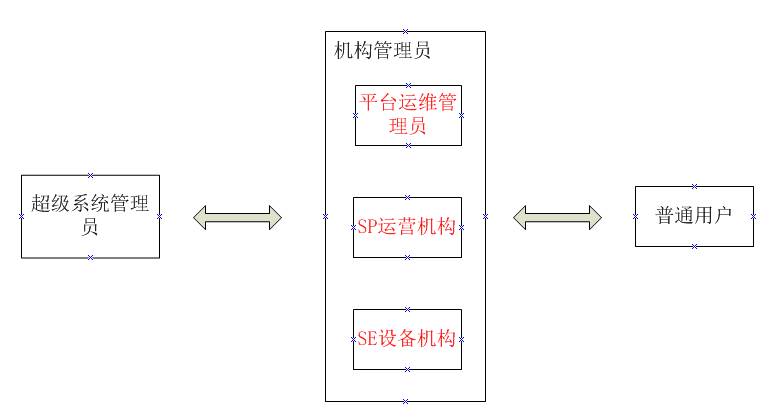 超级系统管理
员
机构管理员
平台运维管
理员
SP运营机构
SE设备机构
普通用户